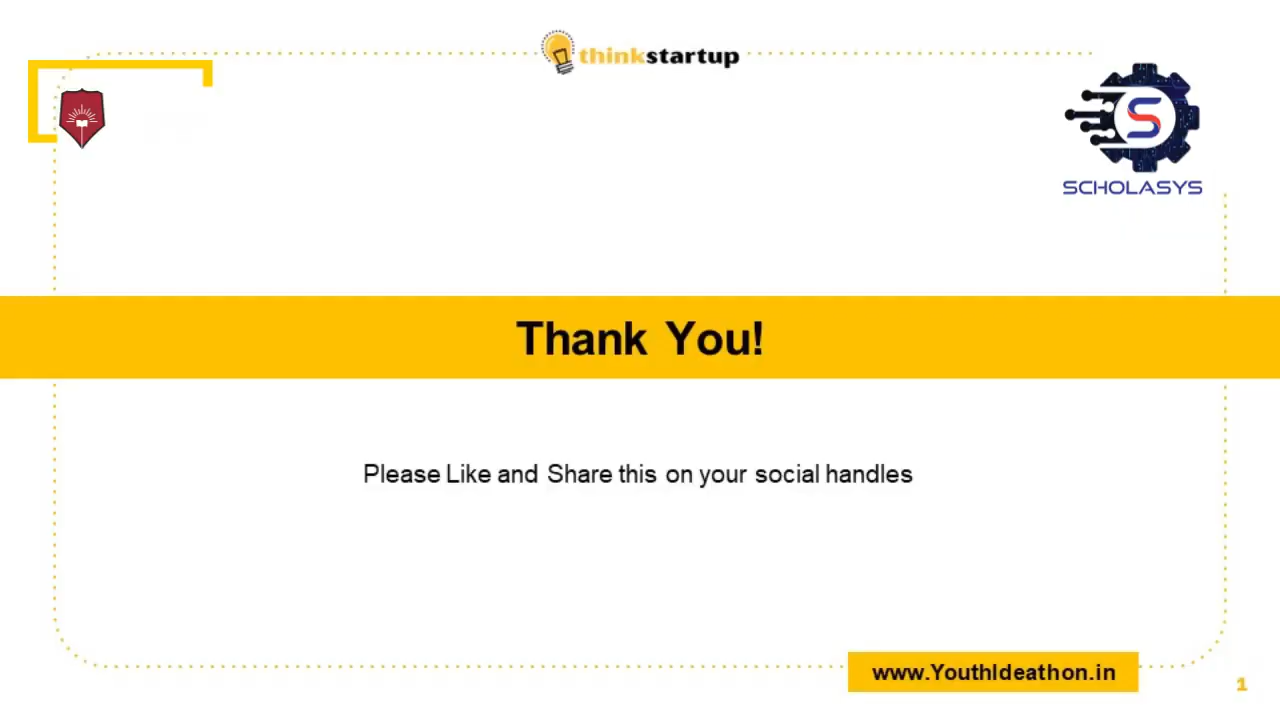 thinkstartup
S
SCHOLASYS
Thank You!
Please Like and Share this on your social handles
www.YouthIdeathon.in
1